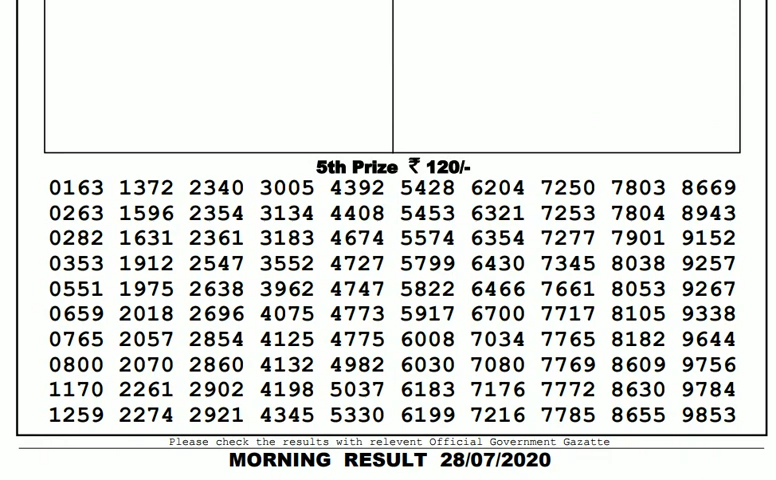 5th Prize ₹ 120/-
0163 1372 2340 3005 4392 5428 6204 7250 7803 8669
0263 1596 2354 3134 4408 5453 6321 7253 7804 8943
0282 1631 2361 3183 4674 5574 6354 7277 7901 9152
0353 1912 2547 3552 4727 5799 6430 7345 8038 9257
0551 1975 2638 3962 4747 5822 6466 7661 8053 9267
0659 2018 2696 4075 4773 5917 6700 7717 8105 9338
0765 2057 2854 4125 4775 6008 7034 7765 8182 9644
0800 2070 2860 4132 4982 6030 7080 7769 8609 9756
1170 2261 2902 4198 5037 6183 7176 7772 8630 9784
1259 2274 2921 4345 5330 6199 7216 7785 8655 9853
Please check the results with relevent Official Government Gazatte
MORNING RESULT 28/07/2020